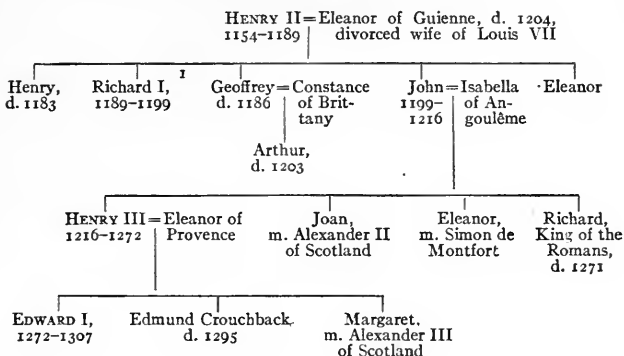 HENRY II=Eleanor of Guienne, d. 1204,
1154–1189 divorced wife of Louis VII
Henry, Richard I, 1 Geoffrey=Constance John=Isabella Eleanor
d. 1183 1189–1199 d. 1186 of Brit- 1199– of An-
tany 1216 goulême
Arthur,
d. 1203
HENRY III=Eleanor of Joan, Eleanor, Richard,
1216–1272 Provence m. Alexander II m. Simon de King of the
of Scotland Montfort Romans,
d. 1271
EDWARD I, Edmund Crouchback, Margaret,
1272–1307 d. 1295 m. Alexander III
of Scotland